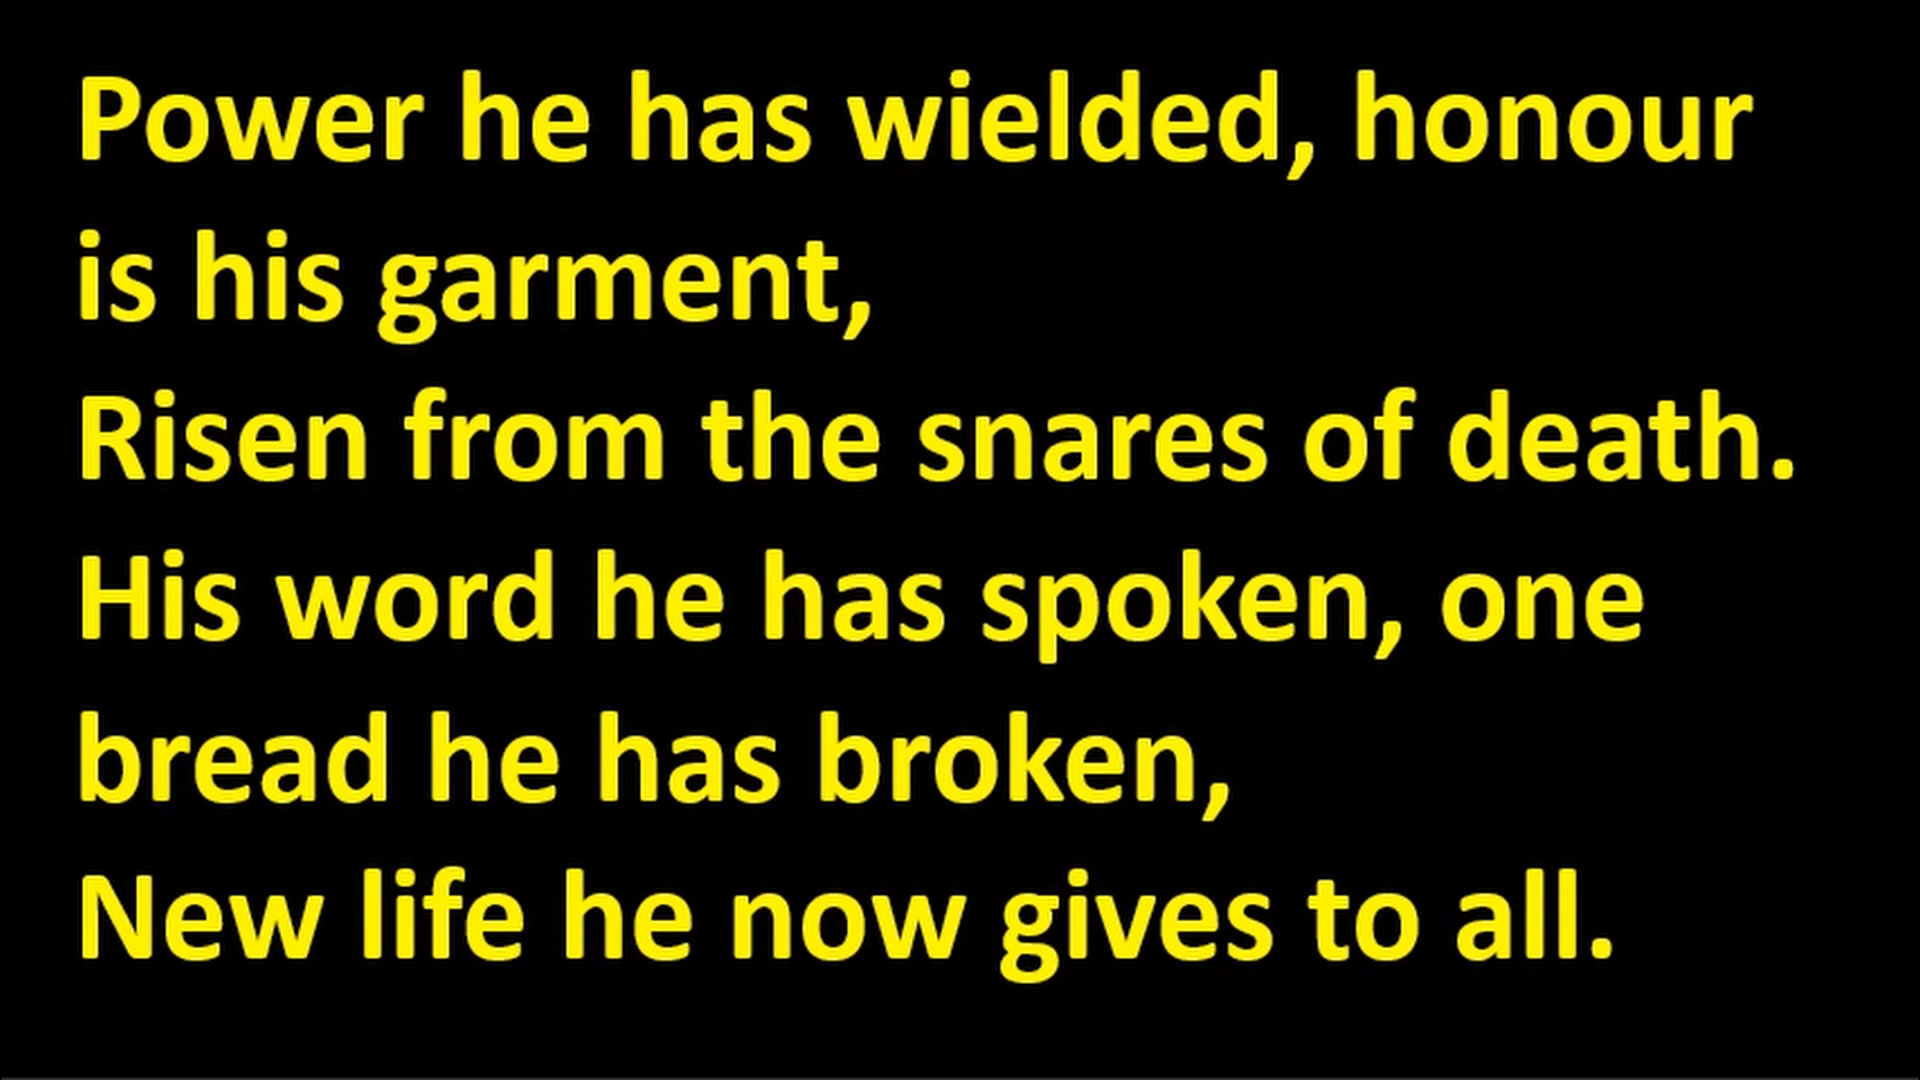 Power he has wielded, honour
is his garment,
Risen from the snares of death.
His word he has spoken, one
bread he has broken,
New life he now gives to all.